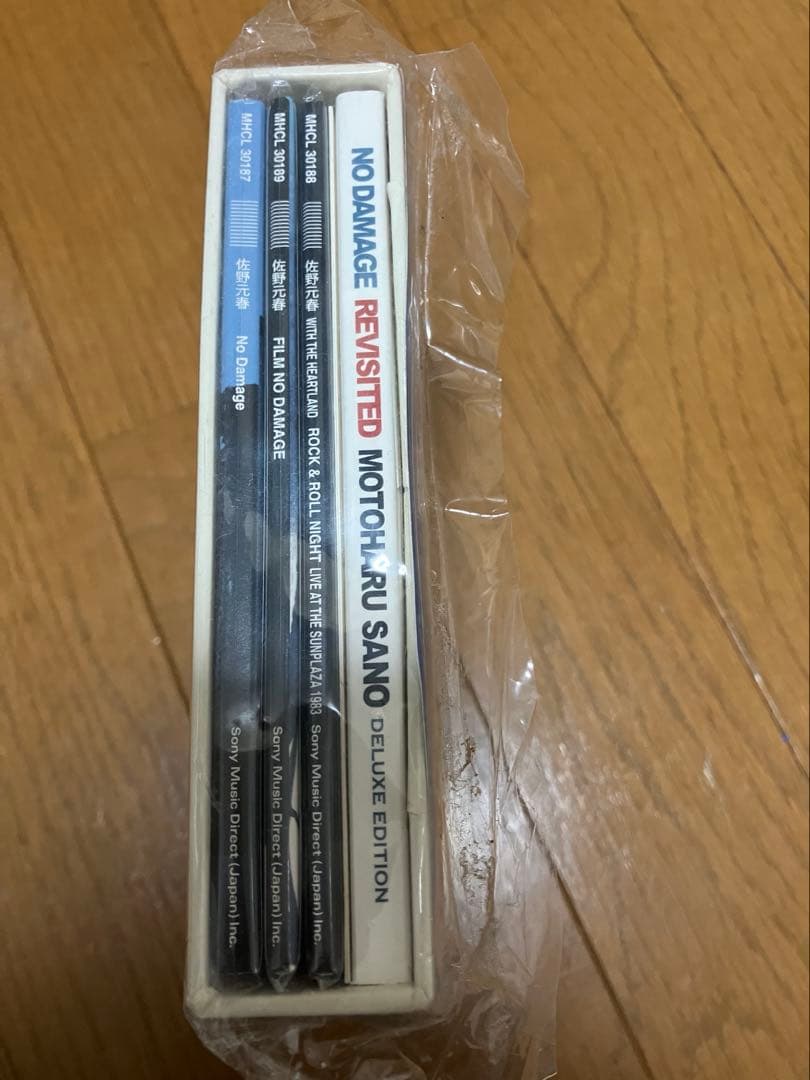 MHCL 30187 佐野元春 No Damage Sony Music Direct (Japan) Inc.
MHCL 30189 佐野元春 FILM NO DAMAGE Sony Music Direct (Japan) Inc.
MHCL 30188 佐野元春 WITH THE HEARTLAND ROCK & ROLL NIGHT LIVE AT THE SUNPLAZA 1983 Sony Music Direct (Japan) Inc.
NO DAMAGE REVISITED MOTOHARU SANO DELUXE EDITION